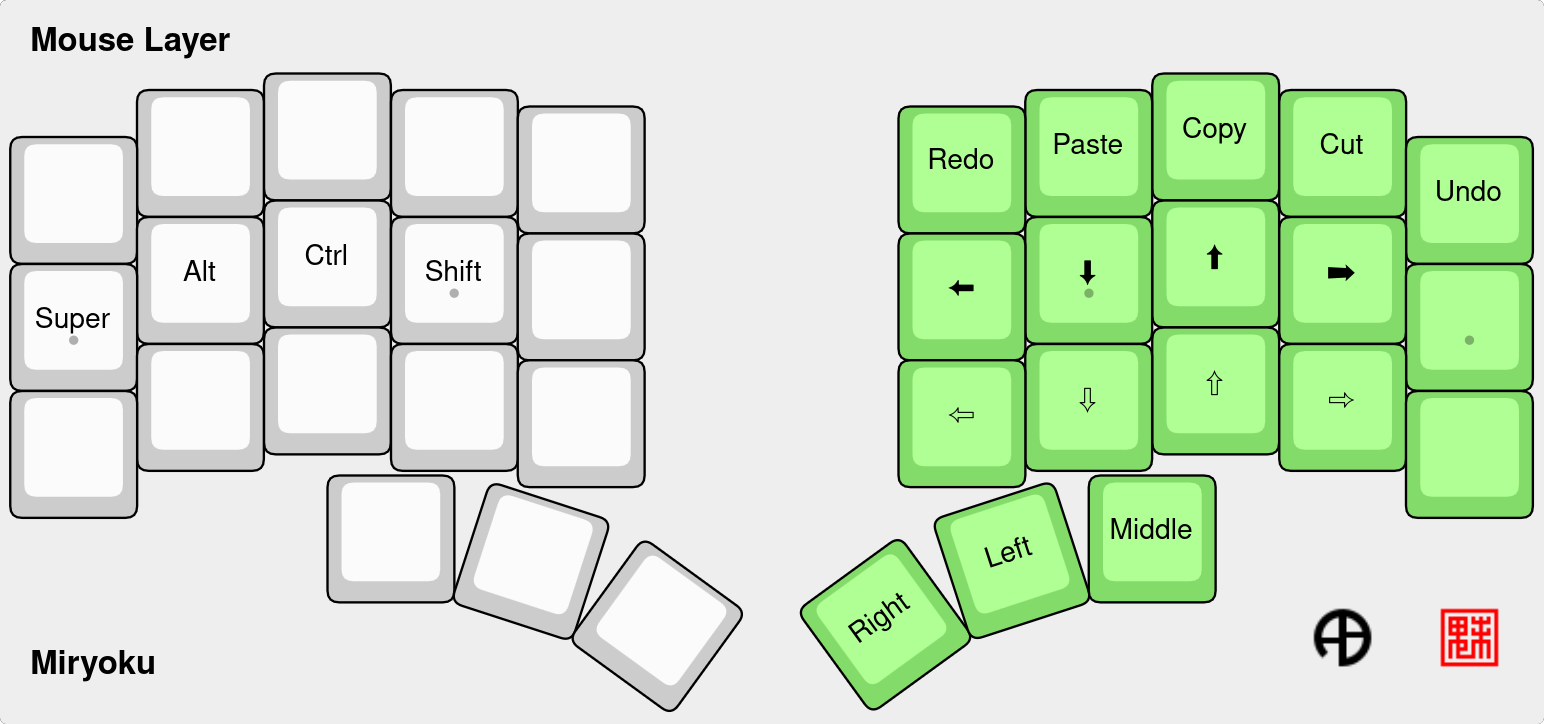 Mouse Layer
Redo Paste Copy Cut Undo
Super Alt Ctrl Shift ⬅ ⬇ ⬆ ➡
⇦ ⇩ ⇧ ⇨
Right Left Middle
Miryoku